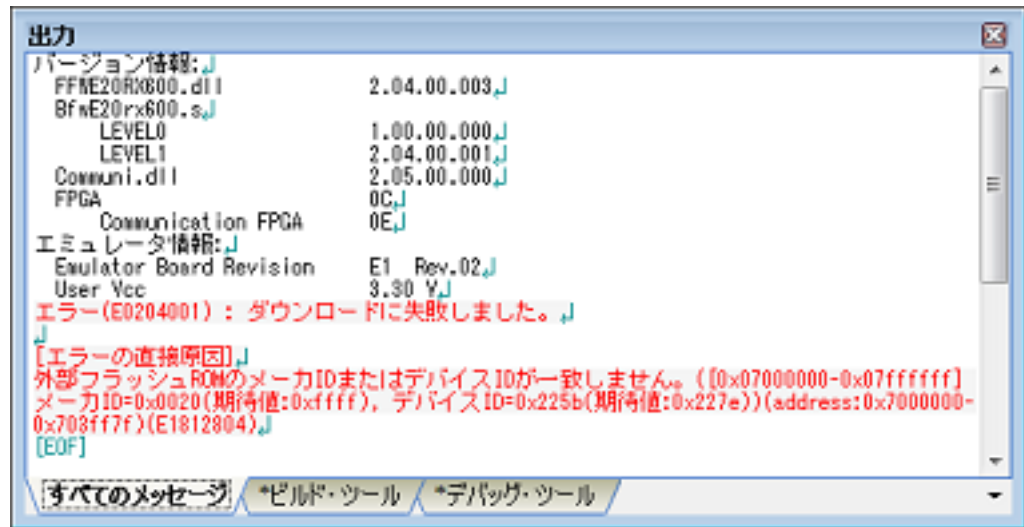 出力
バージョン情報:↓
FFWE20RX600.dll 2.04.00.003↓
BfwE20rx600.s↓
LEVEL0 1.00.00.000↓
LEVEL1 2.04.00.001↓
Communi.dll 2.05.00.000↓
FPGA 0C↓
Communication FPGA 0E↓
エミュレータ情報:↓
Emulator Board Revision E1 Rev.02↓
User Vcc 3.30 V↓
エラー(E0204001) : ダウンロードに失敗しました。↓
↓
[エラーの直接原因]↓
外部フラッシュROMのメーカIDまたはデバイスIDが一致しません。([0x07000000-0x07ffffff]
メーカID=0x0020(期待値:0xffff), デバイスID=0x225b(期待値:0x227e))(address:0x7000000-
0x703ff7f)(E1812804)↓
[EOF]
すべてのメッセージ *ビルド・ツール *デバッグ・ツール